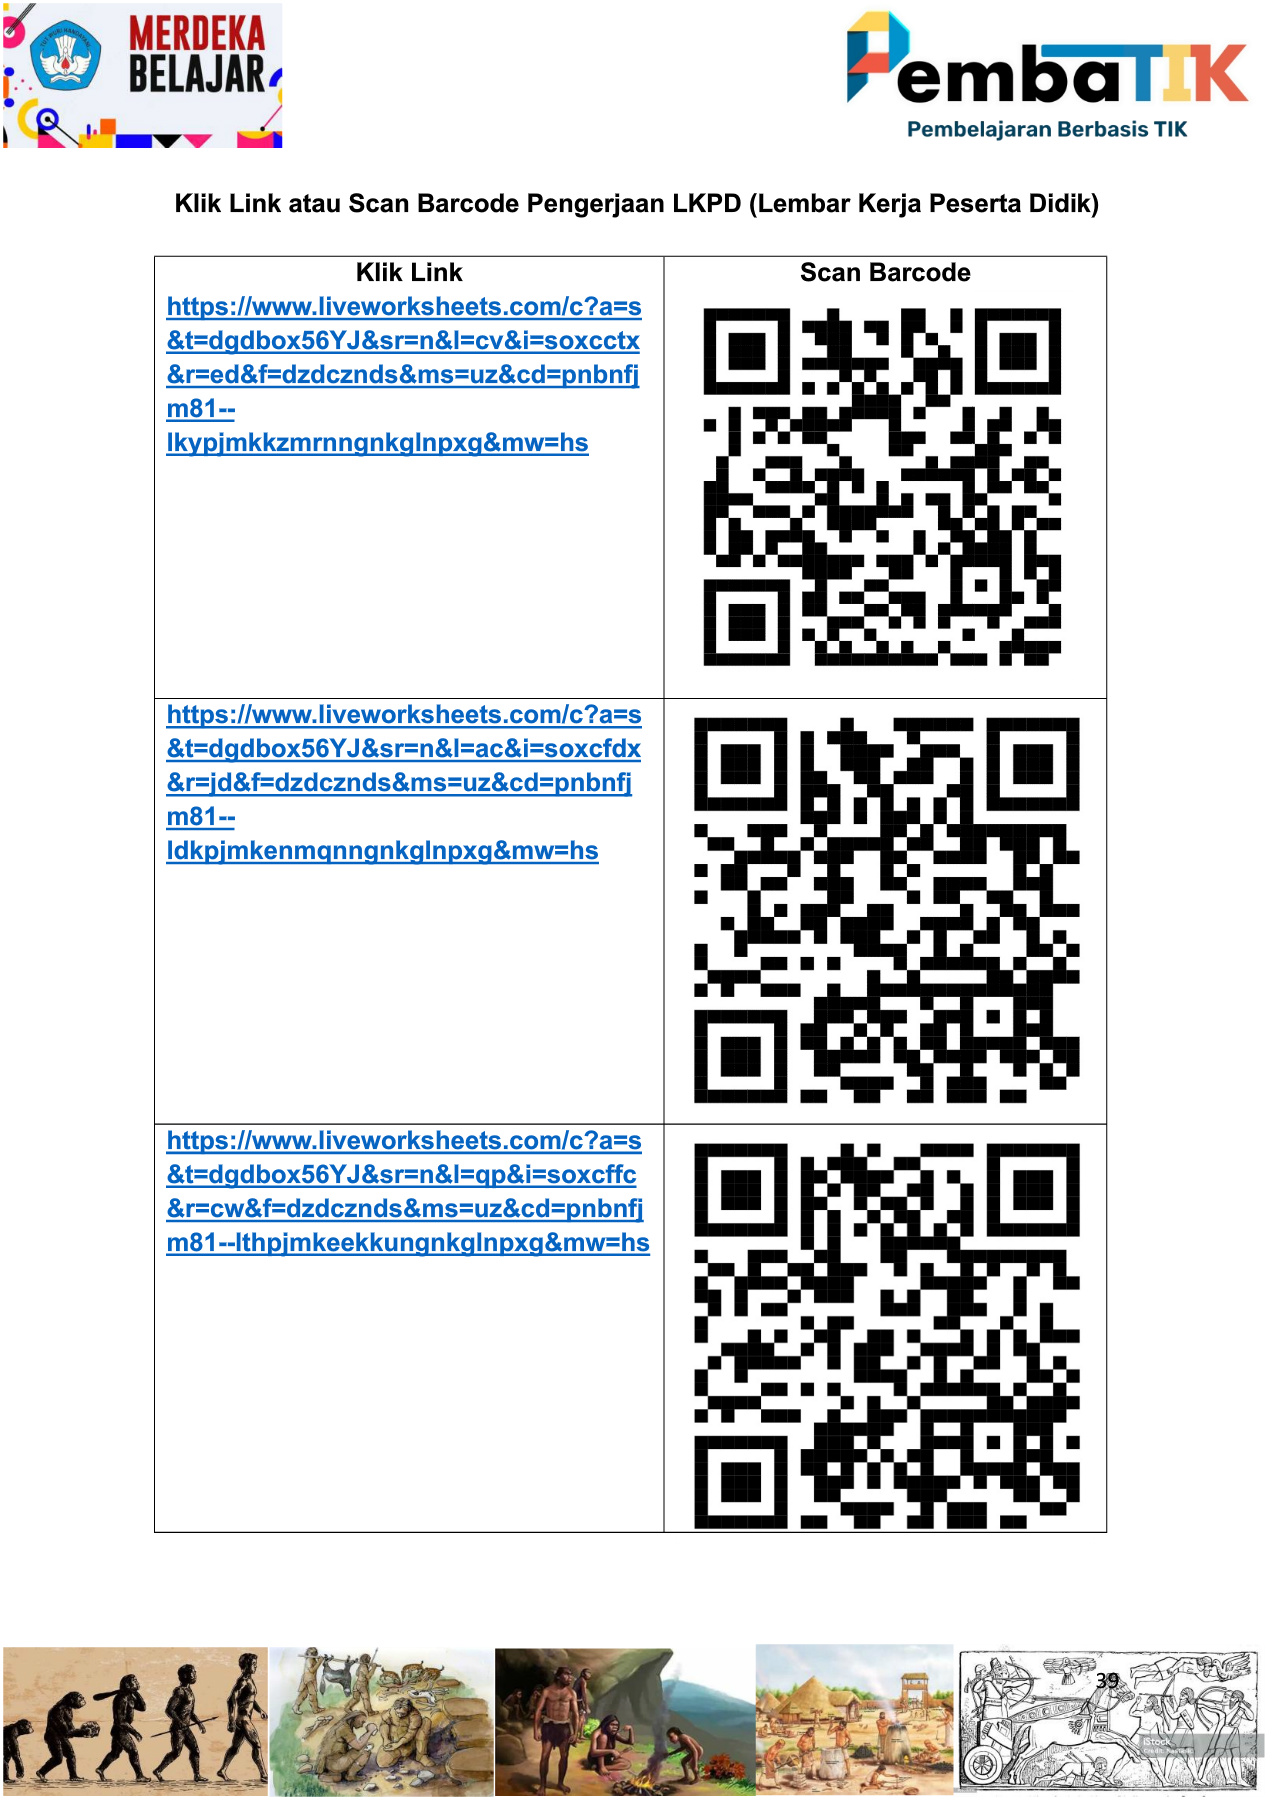 MERDEKA
BELAJAR
PembaTIK
Pembelajaran Berbasis TIK
Klik Link atau Scan Barcode Pengerjaan LKPD (Lembar Kerja Peserta Didik)
Klik Link
https://www.liveworksheets.com/c?a=s
&t=dgdbox56YJ&sr=n&l=cv&i=soxcctx
&r=ed&f=dzdcznds&ms=uz&cd=pnbnfj
m81--
lkypjmkkzmrnngnkglnpxg&mw=hs
Scan Barcode
https://www.liveworksheets.com/c?a=s
&t=dgdbox56YJ&sr=n&l=ac&i=soxcfdx
&r=jd&f=dzdcznds&ms=uz&cd=pnbnfj
m81--
ldkpjmkenmqnngnkglnpxg&mw=hs
https://www.liveworksheets.com/c?a=s
&t=dgdbox56YJ&sr=n&l=qp&i=soxcffc
&r=cw&f=dzdcznds&ms=uz&cd=pnbnfj
m81--lthpjmkeekkungnkglnpxg&mw=hs
39
iStock